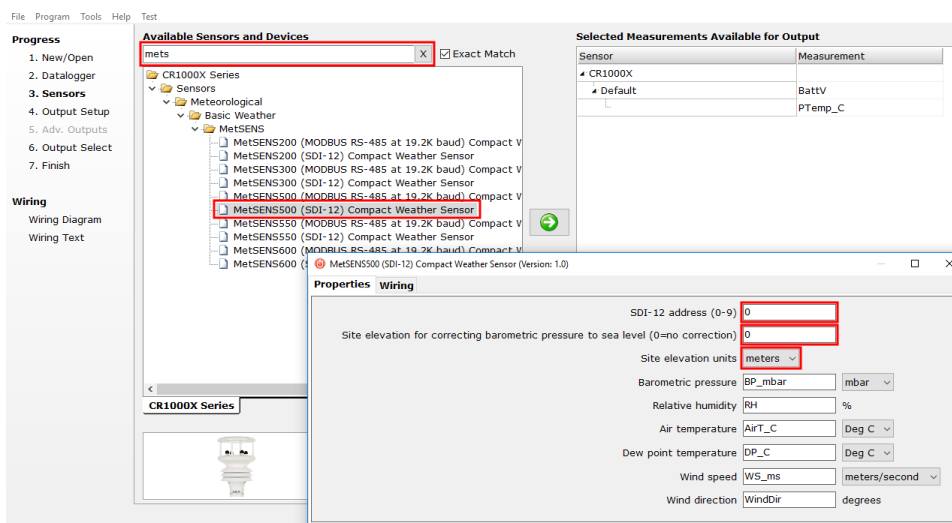 File Program Tools Help Test
Progress
1. New/Open
2. Datalogger
3. Sensors
4. Output Setup
5. Adv. Outputs
6. Output Select
7. Finish
Wiring
Wiring Diagram
Wiring Text
Available Sensors and Devices
mets X Exact Match
CR1000X Series
Sensors
Meteorological
Basic Weather
MetSENS
MetSENS200 (MODBUS RS-485 at 19.2K baud) Compact V
MetSENS200 (SDI-12) Compact Weather Sensor
MetSENS300 (MODBUS RS-485 at 19.2K baud) Compact V
MetSENS300 (SDI-12) Compact Weather Sensor
MetSENS500 (MODBUS RS-485 at 19.2K baud) Compact V
MetSENS500 (SDI-12) Compact Weather Sensor
MetSENS550 (MODBUS RS-485 at 19.2K baud) Compact V
MetSENS550 (SDI-12) Compact Weather Sensor
MetSENS600 (MODBUS RS-485 at 19.2K baud) Compact V
MetSENS600 (
CR1000X Series
Selected Measurements Available for Output
Sensor Measurement
CR1000X
Default BattV
PTemp_C
MetSENS500 (SDI-12) Compact Weather Sensor (Version: 1.0)
Properties Wiring
SDI-12 address (0-9) 0
Site elevation for correcting barometric pressure to sea level (0=no correction) 0
Site elevation units meters
Barometric pressure BP_mbar mbar
Relative humidity RH %
Air temperature AirT_C Deg C
Dew point temperature DP_C Deg C
Wind speed WS_ms meters/second
Wind direction WindDir degrees